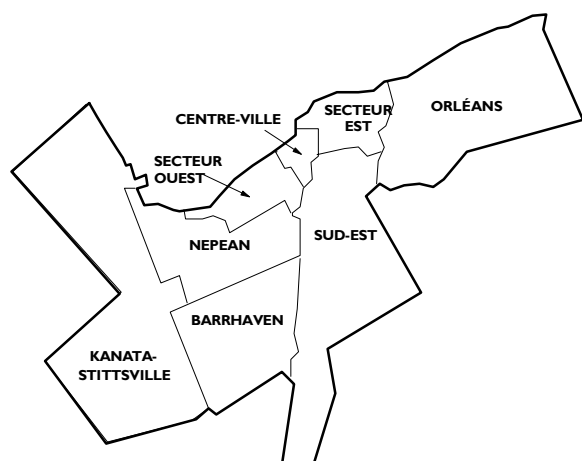 CENTRE-VILLE
SECTEUR
EST
ORLÉANS
SECTEUR
OUEST
NEPEAN
SUD-EST
BARRHAVEN
KANATA-
STITTSVILLE